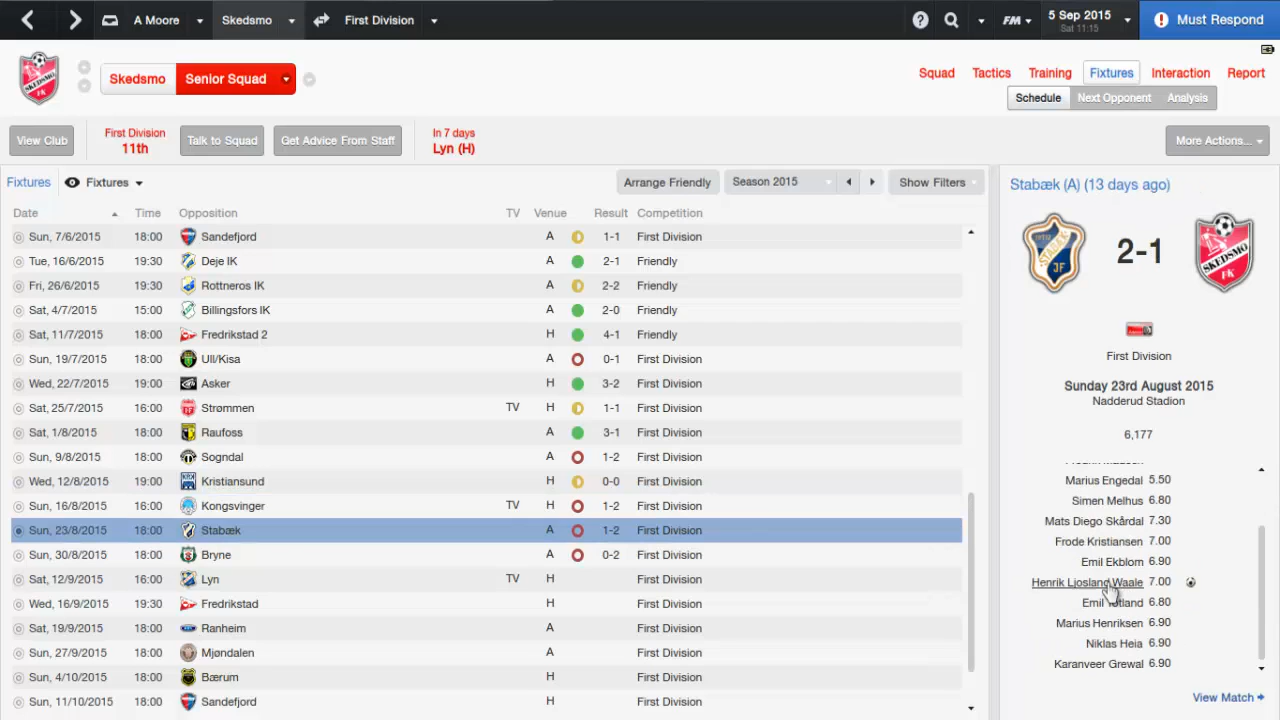 A Moore Skedsmo First Division FM 5 Sep 2015 Must Respond
Sat 11:15
Skedsmo Senior Squad Squad Tactics Training Fixtures Interaction Report
Schedule Next Opponent Analysis
View Club First Division 11th Talk to Squad Get Advice From Staff In 7 days Lyn (H) More Actions...
Fixtures Fixtures Arrange Friendly Season 2015 Show Filters
Date Time Opposition TV Venue Result Competition
Sun, 7/6/2015 18:00 Sandefjord A 1-1 First Division
Tue, 16/6/2015 19:30 Deje IK A 2-1 Friendly
Fri, 26/6/2015 19:30 Rottneros IK A 2-2 Friendly
Sat, 4/7/2015 15:00 Billingsfors IK A 2-0 Friendly
Sat, 11/7/2015 18:00 Fredrikstad 2 H 4-1 Friendly
Sun, 19/7/2015 18:00 Ull/Kisa A 0-1 First Division
Wed, 22/7/2015 19:00 Asker H 3-2 First Division
Sat, 25/7/2015 16:00 Strømmen TV H 1-1 First Division
Sat, 1/8/2015 18:00 Raufoss A 3-1 First Division
Sun, 9/8/2015 18:00 Sogndal A 1-2 First Division
Wed, 12/8/2015 19:00 Kristiansund H 0-0 First Division
Sun, 16/8/2015 16:00 Kongsvinger TV H 1-2 First Division
Sun, 23/8/2015 18:00 Stabæk A 1-2 First Division
Sun, 30/8/2015 18:00 Bryne A 0-2 First Division
Sat, 12/9/2015 16:00 Lyn TV H First Division
Wed, 16/9/2015 19:30 Fredrikstad H First Division
Sat, 19/9/2015 18:00 Ranheim A First Division
Sun, 27/9/2015 18:00 Mjøndalen A First Division
Sun, 4/10/2015 18:00 Bærum H First Division
Sun, 11/10/2015 18:00 Sandefjord H First Division
Stabæk (A) (13 days ago)
STABÆK JF 2-1 SKEDSMO FK
First Division
Sunday 23rd August 2015
Nadderud Stadion
6,177
Marius Engedal 5.50
Simen Melhus 6.80
Mats Diego Skårdal 7.30
Frode Kristiansen 7.00
Emil Ekblom 6.90
Henrik Ljosland Waale 7.00
Emil 6.80
Marius Henriksen 6.90
Niklas Heia 6.90
Karanveer Grewal 6.90
View Match